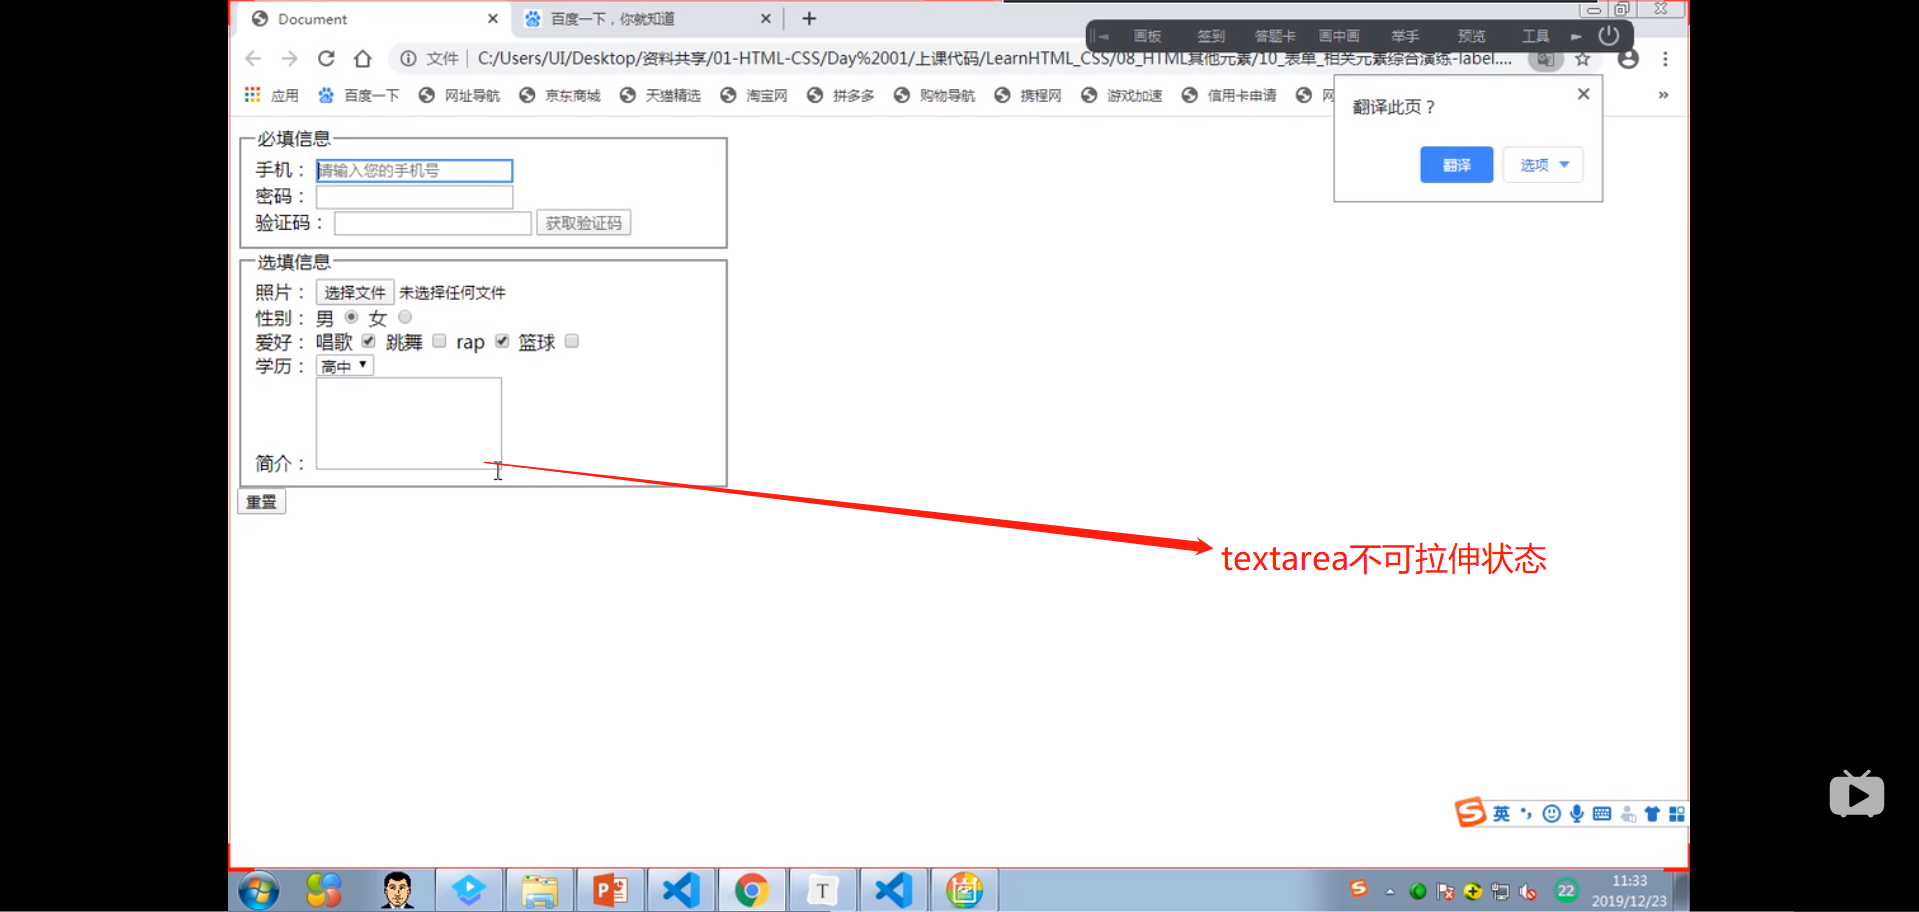 Document
百度一下，你就知道
画板 签到 答题卡 画中画 举手 预览 工具
文件 C:/Users/UI/Desktop/资料共享/01-HTML-CSS/Day%2001/上课代码/LearnHTML_CSS/08_HTML其他元素/10_表单_相关元素综合演练-label....
应用 百度一下 网址导航 京东商城 天猫精选 淘宝网 拼多多 购物导航 携程网 游戏加速 信用卡申请 网 »
翻译此页？
翻译 选项
必填信息
手机： 请输入您的手机号
密码：
验证码： 获取验证码
选填信息
照片： 选择文件 未选择任何文件
性别： 男 女
爱好： 唱歌 跳舞 rap 篮球
学历： 高中
简介：
重置
textarea不可拉伸状态
英
T
22
11:33
2019/12/23